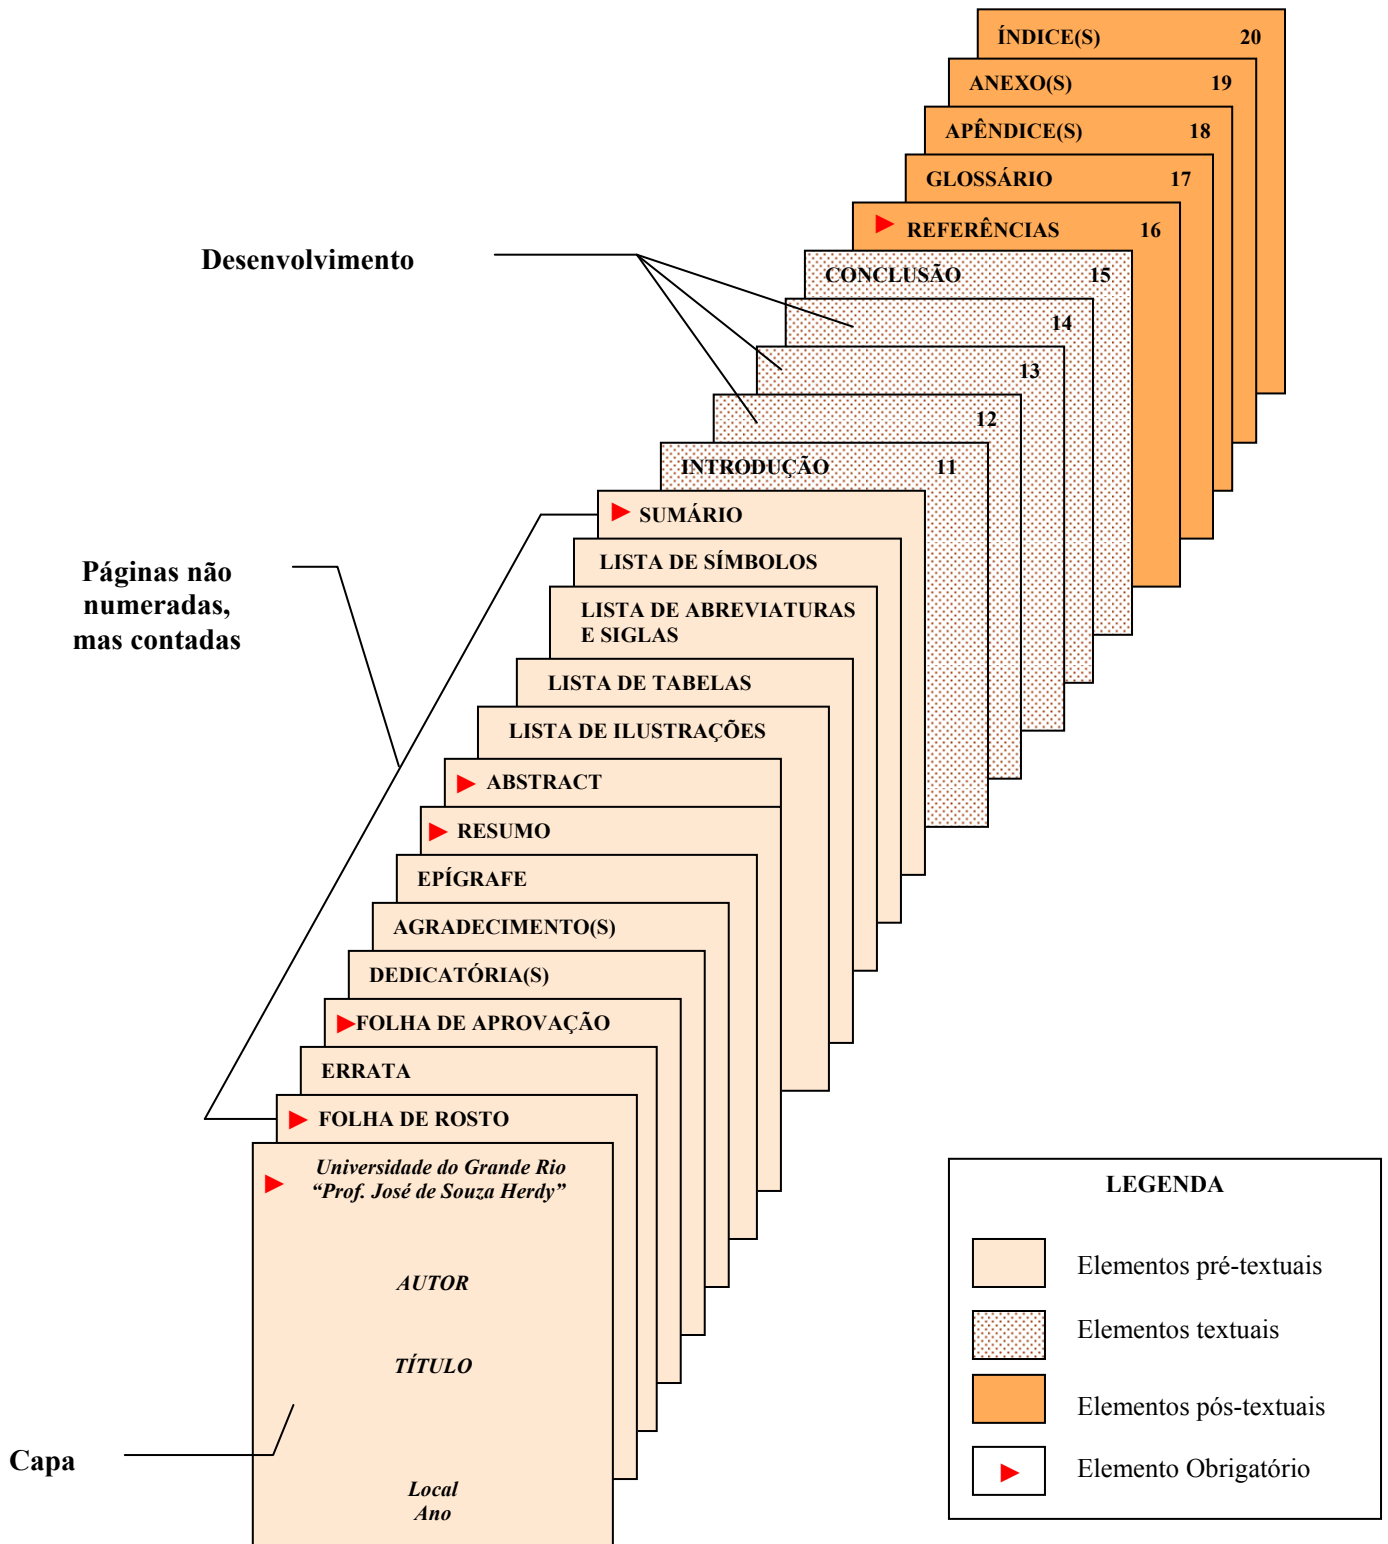 ÍNDICE(S) 20
ANEXO(S) 19
APÊNDICE(S) 18
GLOSSÁRIO 17
REFERÊNCIAS 16
Desenvolvimento
CONCLUSÃO 15
14
13
12
INTRODUÇÃO 11
SUMÁRIO
LISTA DE SÍMBOLOS
Páginas não
numeradas,
mas contadas
LISTA DE ABREVIATURAS
E SIGLAS
LISTA DE TABELAS
LISTA DE ILUSTRAÇÕES
ABSTRACT
RESUMO
EPÍGRAFE
AGRADECIMENTO(S)
DEDICATÓRIA(S)
FOLHA DE APROVAÇÃO
ERRATA
FOLHA DE ROSTO
Universidade do Grande Rio
“Prof. José de Souza Herdy”
AUTOR
TÍTULO
Capa
Local
Ano
LEGENDA
Elementos pré-textuais
Elementos textuais
Elementos pós-textuais
Elemento Obrigatório